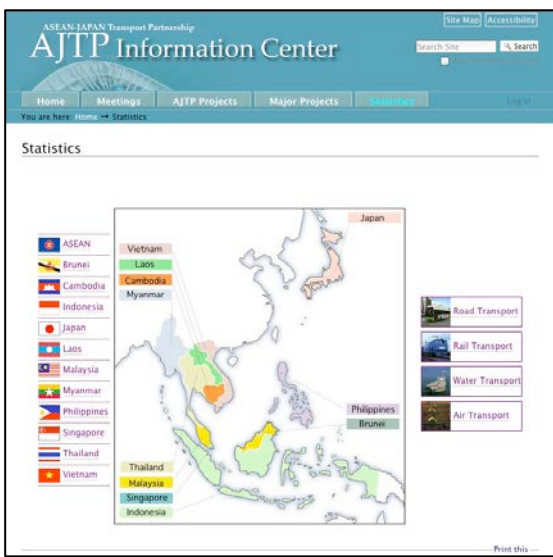 Site Map Accessibility
ASEAN-JAPAN Transport Partnership
AJTP Information Center
Search Site Search
Home Meetings AJTP Projects Major Projects Statistics Log in
You are here: Home → Statistics
Statistics
ASEAN
Brunei
Cambodia
Indonesia
Japan
Laos
Malaysia
Myanmar
Philippines
Singapore
Thailand
Vietnam
Japan
Vietnam
Laos
Cambodia
Myanmar
Philippines
Brunei
Thailand
Malaysia
Singapore
Indonesia
Road Transport
Rail Transport
Water Transport
Air Transport
Print this